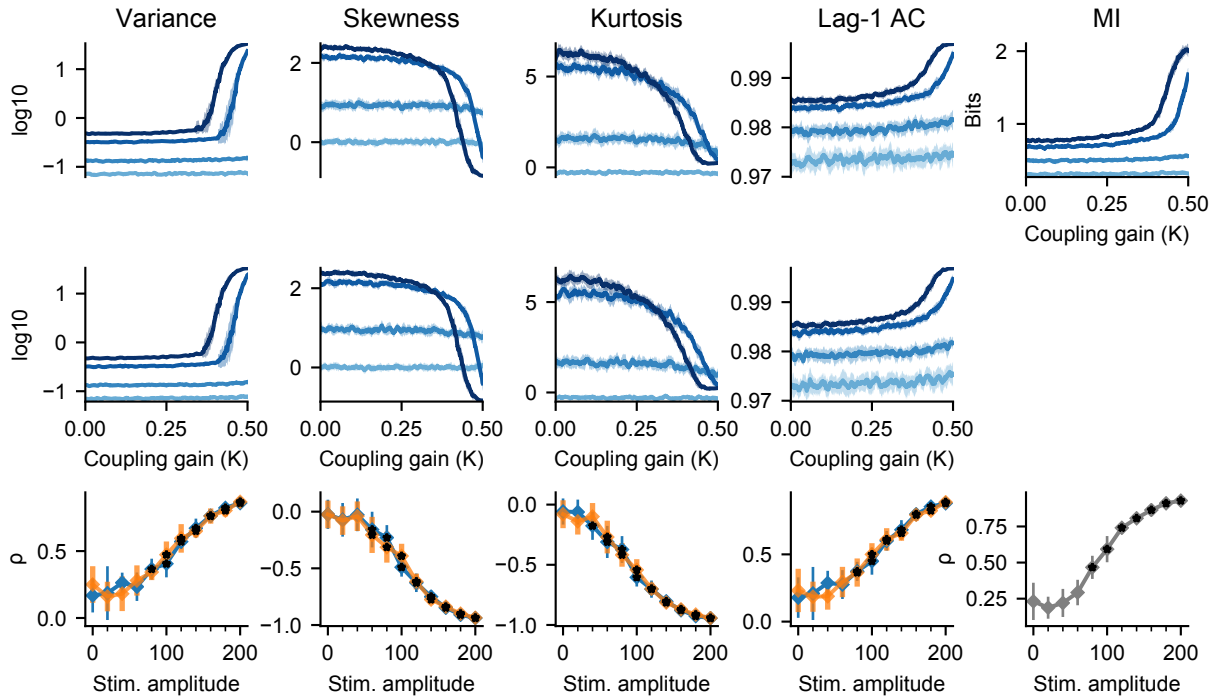 Variance Skewness Kurtosis Lag-1 AC MI
log10 1 0 −1
2 0
5 0
0.99 0.98 0.97
Bits 2 1
0.00 0.25 0.50
Coupling gain (K)
log10 1 0 −1
2 0
5 0
0.99 0.98 0.97
0.00 0.25 0.50 0.00 0.25 0.50 0.00 0.25 0.50 0.00 0.25 0.50
Coupling gain (K) Coupling gain (K) Coupling gain (K) Coupling gain (K)
ρ 0.5 0.0
0.0 −0.5 −1.0
0.0 −0.5 −1.0
0.5 0.0
ρ 0.75 0.50 0.25
0 100 200 0 100 200 0 100 200 0 100 200 0 100 200
Stim. amplitude Stim. amplitude Stim. amplitude Stim. amplitude Stim. amplitude